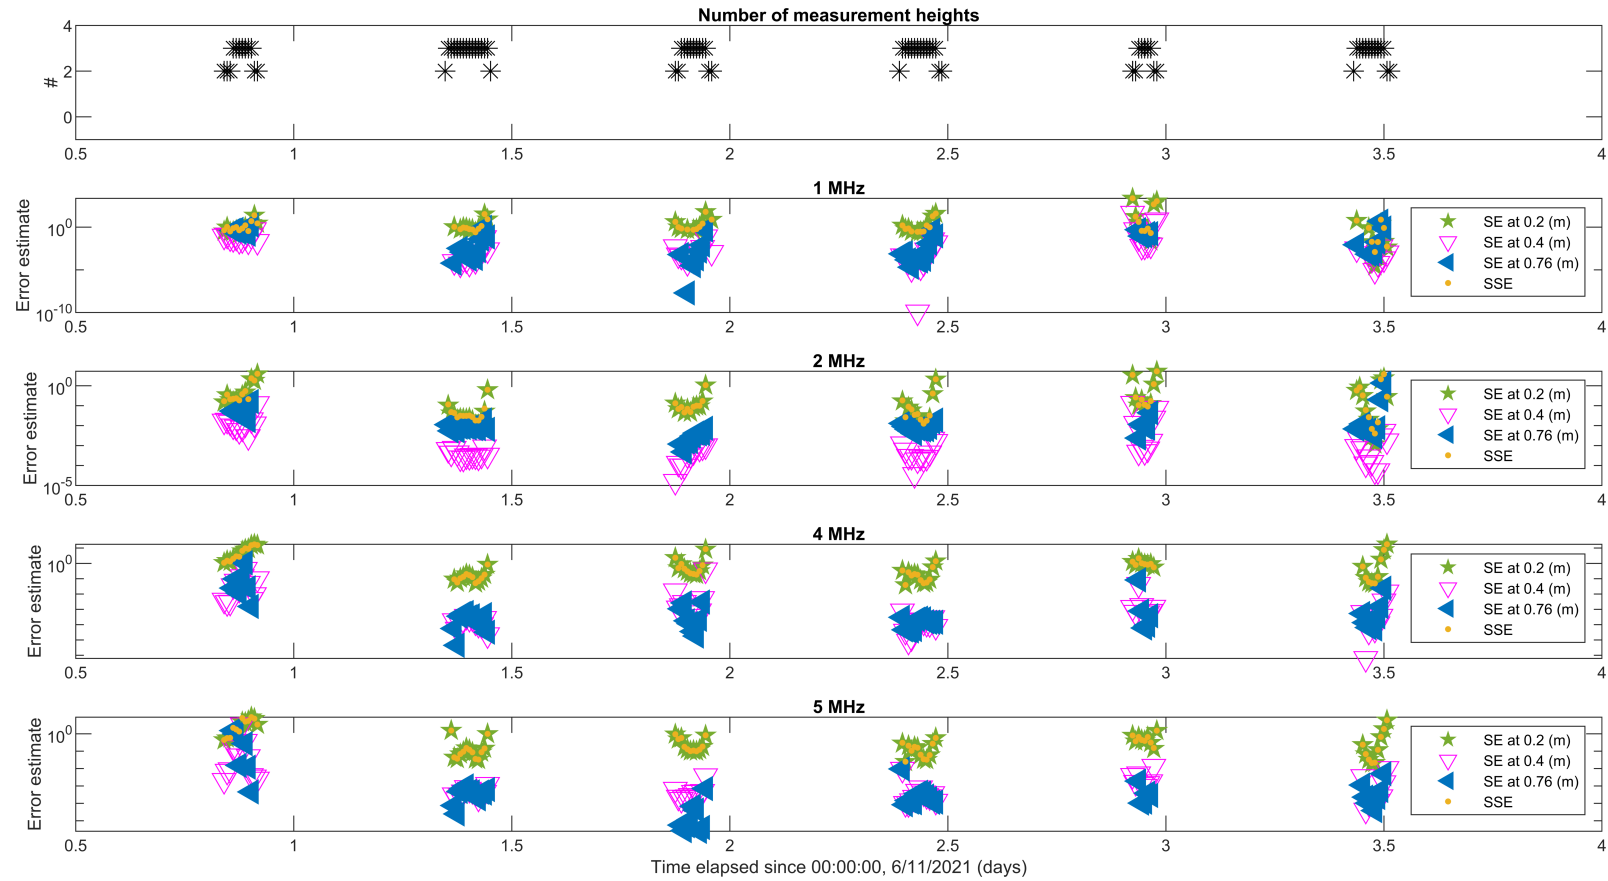 Number of measurement heights
4
2
0
#
0.5 1 1.5 2 2.5 3 3.5 4
1 MHz
Error estimate
10^0
10^-10
SE at 0.2 (m)
SE at 0.4 (m)
SE at 0.76 (m)
SSE
0.5 1 1.5 2 2.5 3 3.5 4
2 MHz
Error estimate
10^0
10^-5
SE at 0.2 (m)
SE at 0.4 (m)
SE at 0.76 (m)
SSE
0.5 1 1.5 2 2.5 3 3.5 4
4 MHz
Error estimate
10^0
SE at 0.2 (m)
SE at 0.4 (m)
SE at 0.76 (m)
SSE
0.5 1 1.5 2 2.5 3 3.5 4
5 MHz
Error estimate
10^0
SE at 0.2 (m)
SE at 0.4 (m)
SE at 0.76 (m)
SSE
0.5 1 1.5 2 2.5 3 3.5 4
Time elapsed since 00:00:00, 6/11/2021 (days)